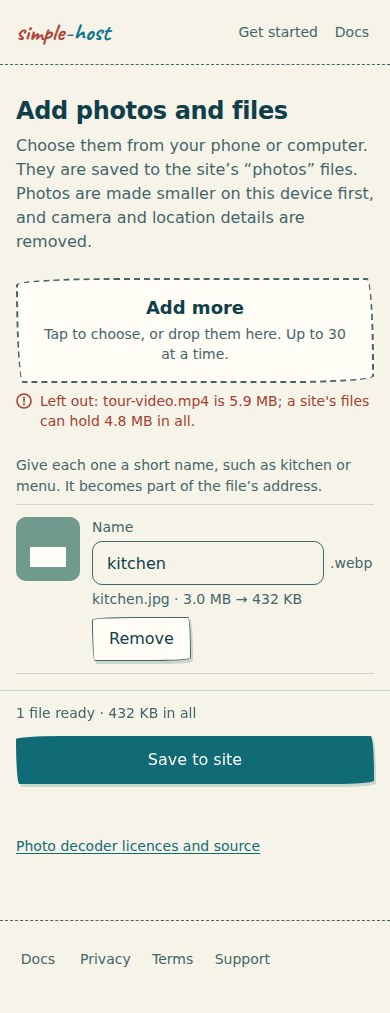 simple-host
Get started Docs
Add photos and files
Choose them from your phone or computer.
They are saved to the site’s “photos” files.
Photos are made smaller on this device first,
and camera and location details are
removed.
Add more
Tap to choose, or drop them here. Up to 30
at a time.
Left out: tour-video.mp4 is 5.9 MB; a site's files
can hold 4.8 MB in all.
Give each one a short name, such as kitchen or
menu. It becomes part of the file’s address.
Name
kitchen .webp
kitchen.jpg · 3.0 MB → 432 KB
Remove
1 file ready · 432 KB in all
Save to site
Photo decoder licences and source
Docs Privacy Terms Support